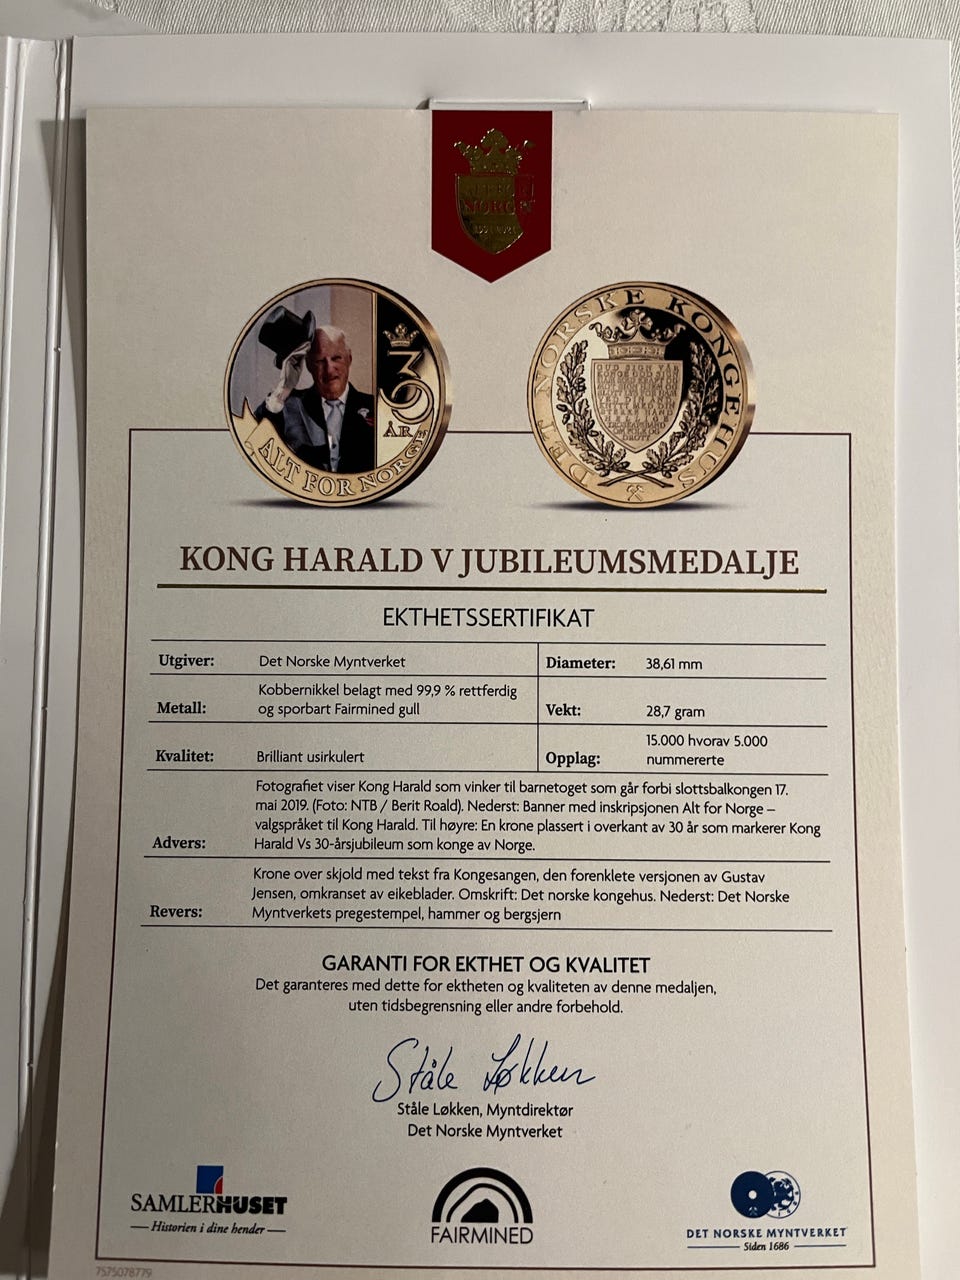 ALT FOR
NORGE
1991 2021
30
ÅR
ALT FOR NORGE
DET NORSKE KONGEHUS
KONG HARALD V JUBILEUMSMEDALJE
EKTHETSSERTIFIKAT
Utgiver: Det Norske Myntverket
Diameter: 38,61 mm
Metall: Kobbernikkel belagt med 99,9 % rettferdig
og sporbart Fairmined gull
Vekt: 28,7 gram
Kvalitet: Brilliant usirkulert
Opplag: 15.000 hvorav 5.000
nummererte
Advers: Fotografiet viser Kong Harald som vinker til barnetoget som går forbi slottsbalkongen 17.
mai 2019. (Foto: NTB / Berit Roald). Nederst: Banner med inskripsjonen Alt for Norge –
valgspråket til Kong Harald. Til høyre: En krone plassert i overkant av 30 år som markerer Kong
Harald Vs 30-årsjubileum som konge av Norge.
Revers: Krone over skjold med tekst fra Kongesangen, den forenklete versjonen av Gustav
Jensen, omkranset av eikeblader. Omskrift: Det norske kongehus. Nederst: Det Norske
Myntverkets pregestempel, hammer og bergsjern
GARANTI FOR EKTHET OG KVALITET
Det garanteres med dette for ektheten og kvaliteten av denne medaljen,
uten tidsbegrensning eller andre forbehold.
Ståle Løkken
Ståle Løkken, Myntdirektør
Det Norske Myntverket
SAMLERHUSET
Historien i dine hender
FAIRMINED
DET NORSKE MYNTVERKET
Siden 1686
7575078779